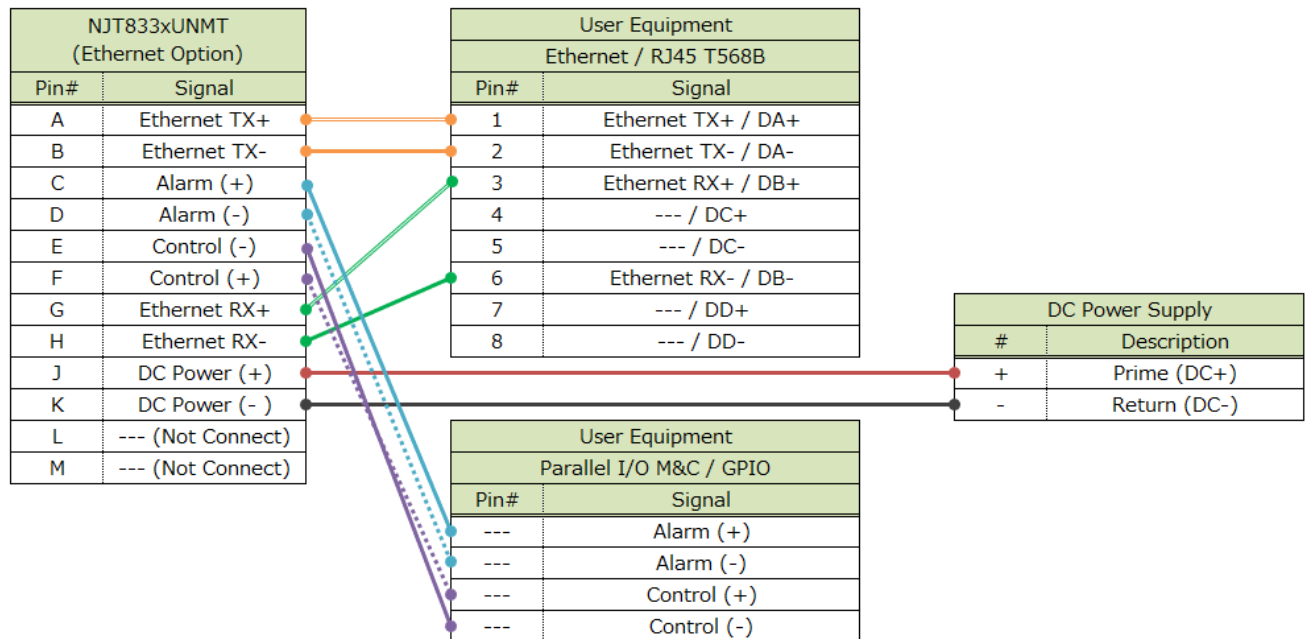 NJT833xUNMT
(Ethernet Option)
Pin# Signal
A Ethernet TX+
B Ethernet TX-
C Alarm (+)
D Alarm (-)
E Control (-)
F Control (+)
G Ethernet RX+
H Ethernet RX-
J DC Power (+)
K DC Power (- )
L --- (Not Connect)
M --- (Not Connect)
User Equipment
Ethernet / RJ45 T568B
Pin# Signal
1 Ethernet TX+ / DA+
2 Ethernet TX- / DA-
3 Ethernet RX+ / DB+
4 --- / DC+
5 --- / DC-
6 Ethernet RX- / DB-
7 --- / DD+
8 --- / DD-
DC Power Supply
# Description
+ Prime (DC+)
- Return (DC-)
User Equipment
Parallel I/O M&C / GPIO
Pin# Signal
--- Alarm (+)
--- Alarm (-)
--- Control (+)
--- Control (-)